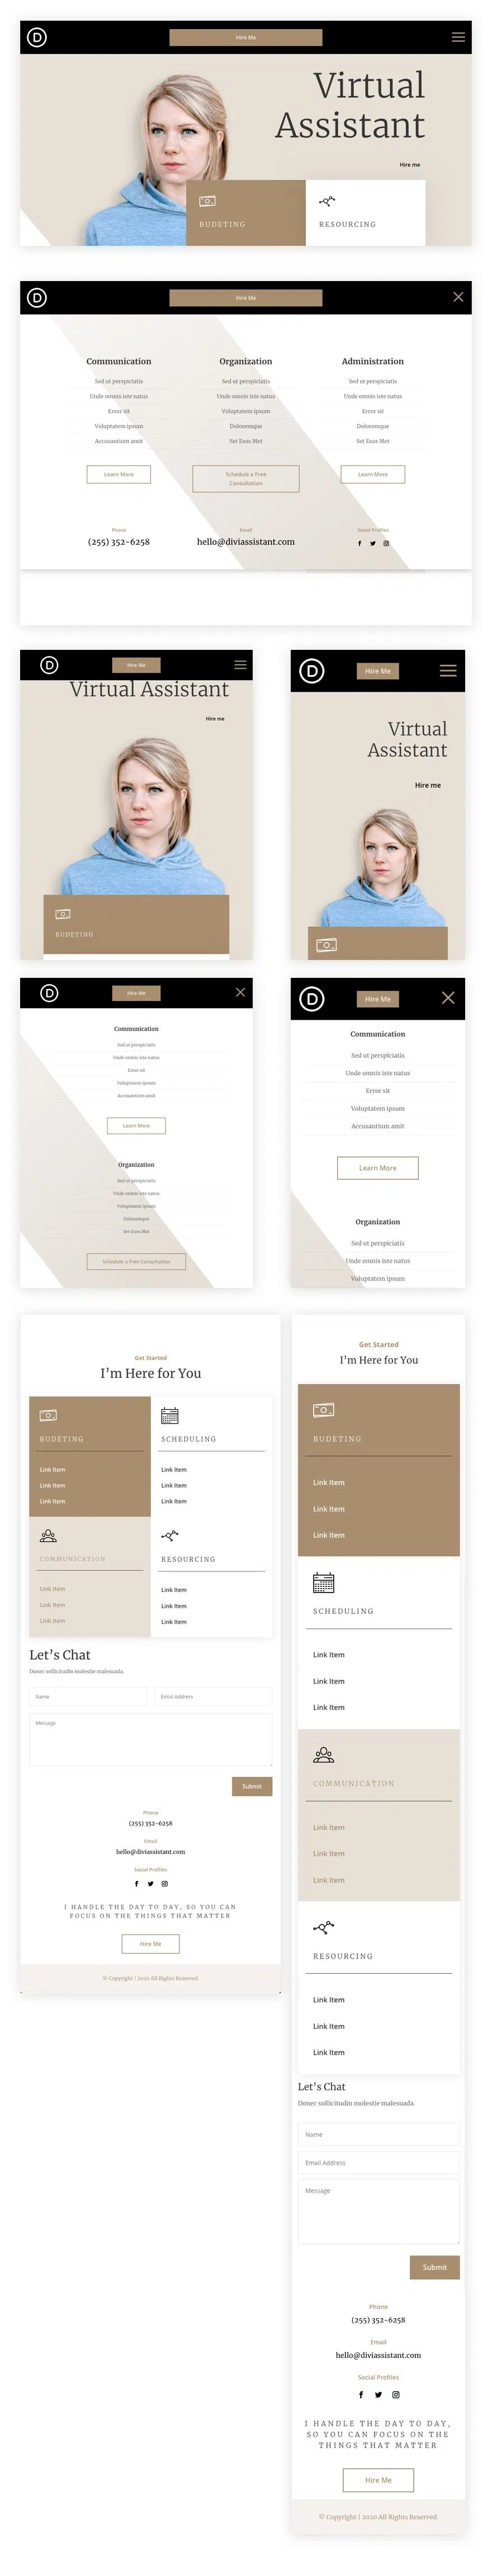 D
Hire Me
Virtual
Assistant
Hire me
BUDETING
RESOURCING
D
Hire Me
Communication
Sed ut perspiciatis
Unde omnis iste natus
Error sit
Voluptatem ipsum
Accusantium amit
Learn More
Organization
Sed ut perspiciatis
Unde omnis iste natus
Voluptatem ipsum
Doloremque
Set Esos Met
Schedule a Free
Consultation
Administration
Sed ut perspiciatis
Unde omnis iste natus
Error sit
Doloremque
Set Esos Met
Learn More
Phone
(255) 352-6258
Email
hello@diviassistant.com
Social Profiles
D
Hire Me
Virtual Assistant
Hire me
BUDETING
D
Hire Me
Virtual
Assistant
Hire me
D
Hire Me
Communication
Sed ut perspiciatis
Unde omnis iste natus
Error sit
Voluptatem ipsum
Accusantium amit
Learn More
Organization
Sed ut perspiciatis
Unde omnis iste natus
Voluptatem ipsum
Doloremque
Set Esos Met
Schedule a Free Consultation
D
Hire Me
Communication
Sed ut perspiciatis
Unde omnis iste natus
Error sit
Voluptatem ipsum
Accusantium amit
Learn More
Organization
Sed ut perspiciatis
Unde omnis iste natus
Voluptatem ipsum
Get Started
I'm Here for You
BUDETING
Link Item
Link Item
Link Item
SCHEDULING
Link Item
Link Item
Link Item
COMMUNICATION
Link Item
Link Item
Link Item
RESOURCING
Link Item
Link Item
Link Item
Let's Chat
Donec sollicitudin molestie malesuada.
Name
Email Address
Message
Submit
Phone
(255) 352-6258
Email
hello@diviassistant.com
Social Profiles
I HANDLE THE DAY TO DAY, SO YOU CAN
FOCUS ON THE THINGS THAT MATTER
Hire Me
© Copyright | 2020 All Rights Reserved.
Get Started
I'm Here for You
BUDETING
Link Item
Link Item
Link Item
SCHEDULING
Link Item
Link Item
Link Item
COMMUNICATION
Link Item
Link Item
Link Item
RESOURCING
Link Item
Link Item
Link Item
Let's Chat
Donec sollicitudin molestie malesuada.
Name
Email Address
Message
Submit
Phone
(255) 352-6258
Email
hello@diviassistant.com
Social Profiles
I HANDLE THE DAY TO DAY,
SO YOU CAN FOCUS ON THE
THINGS THAT MATTER
Hire Me
© Copyright | 2020 All Rights Reserved.